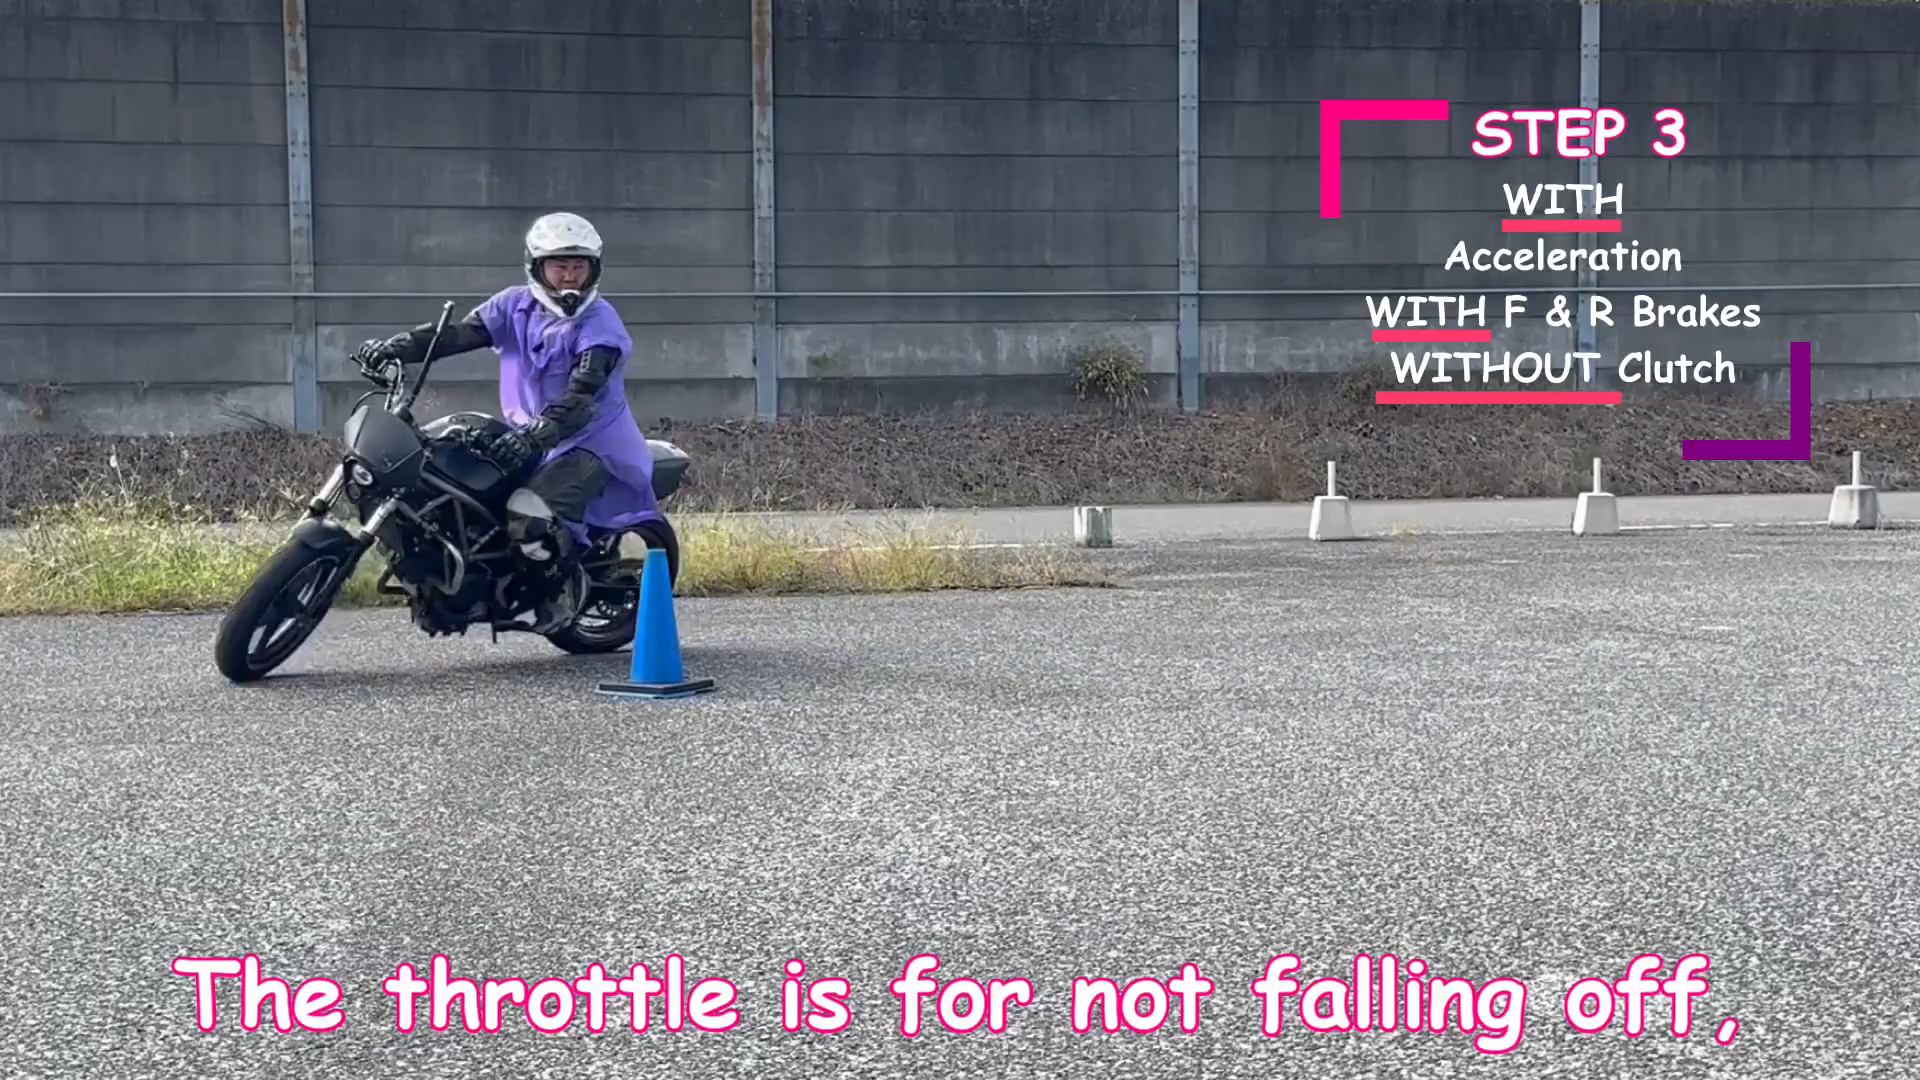 STEP 3
WITH
Acceleration
WITH F & R Brakes
WITHOUT Clutch
The throttle is for not falling off,